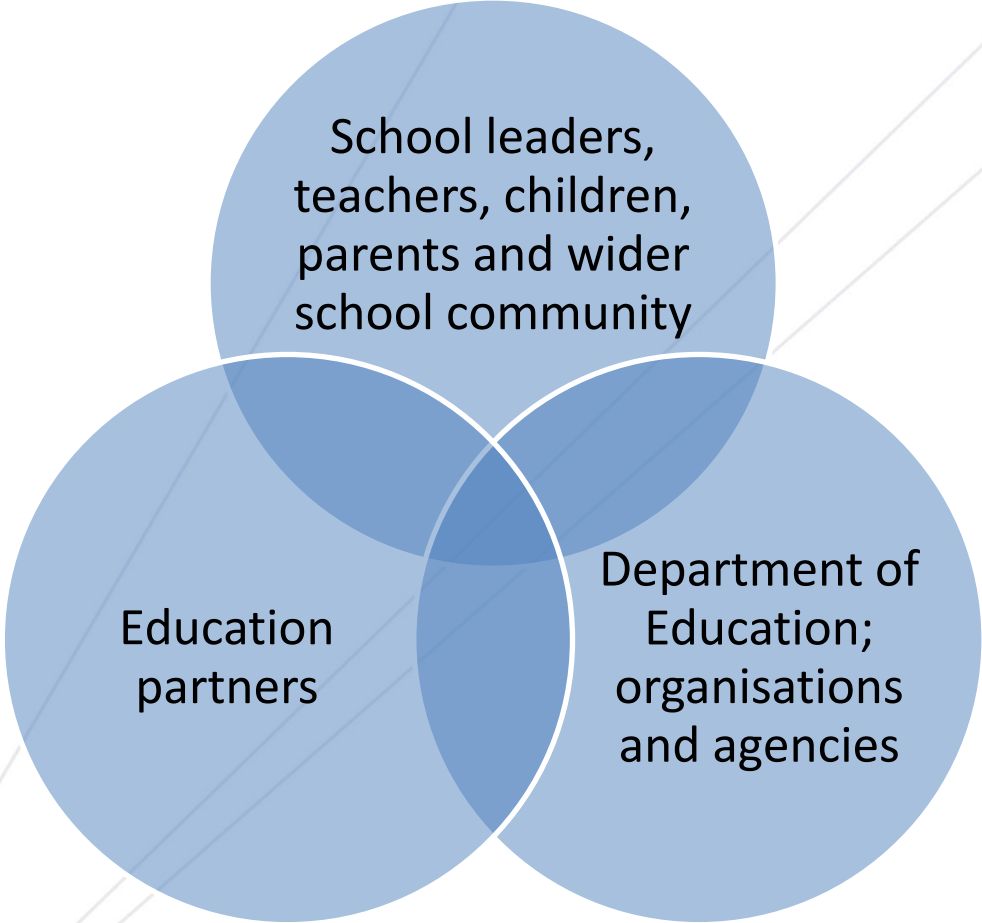 School leaders,
teachers, children,
parents and wider
school community
Education
partners
Department of
Education;
organisations
and agencies